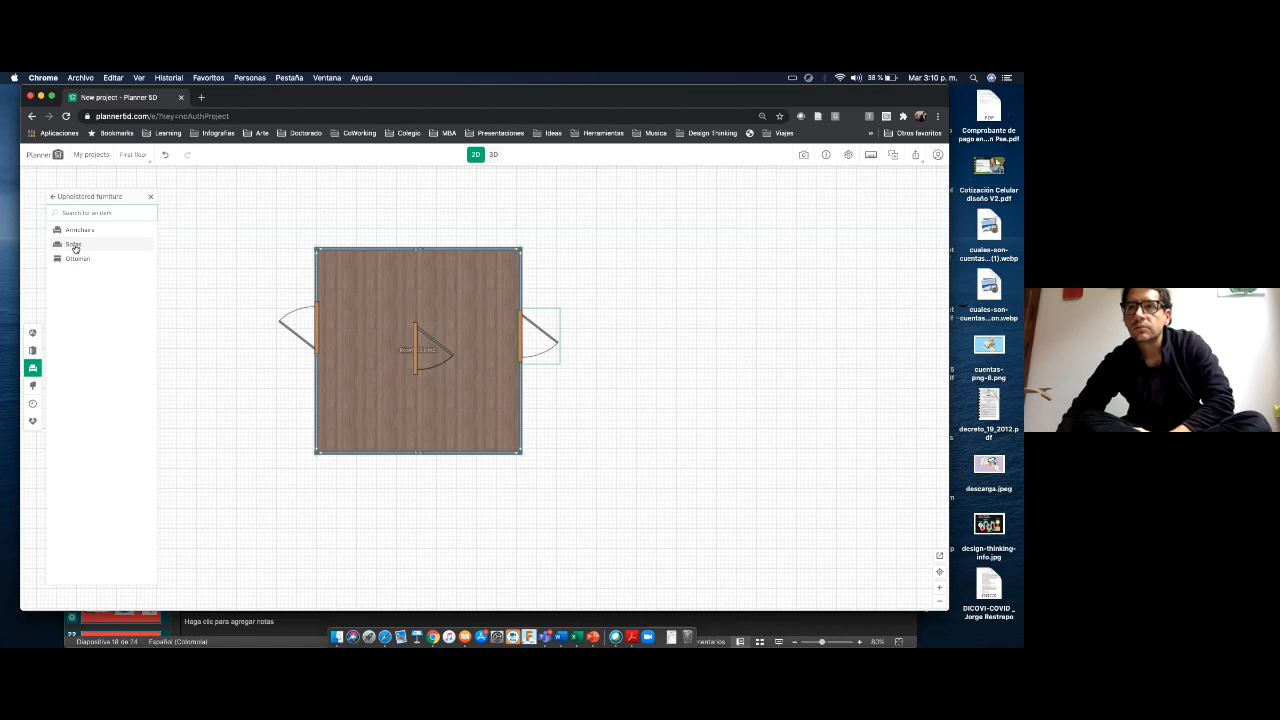 Chrome Archivo Editar Ver Historial Favoritos Personas Pestaña Ventana Ayuda
38 % Mar 3:10 p. m.
New project - Planner 5D
planner5d.com/e/?key=noAuthProject
Aplicaciones Bookmarks Learning Infografias Arte Doctorado CoWorking Colegio MBA Presentaciones Ideas Herramientas Musica Design Thinking Viajes » Otros favoritos
Planner 5D My projects First floor 2D 3D
Upholstered furniture
Search for an item
Armchairs
Sofas
Ottoman
PDF
Comprobante de
pago en...n Pse.pdf
Cotización Celular
diseño V2.pdf
cuales-son-
cuentas...(1).webp
cuales-son-
cuentas...on.webp
cuentas-
png-8.png
decreto_19_2012.p
df
descarga.jpeg
design-thinking-
info.jpg
DOCX
DICOVI-COVID _
Jorge Restrepo
22
Haga clic para agregar notas
Diapositiva 18 de 24 Español (Colombia)
80%